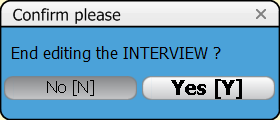 Confirm please
End editing the INTERVIEW ?
No [N] Yes [Y]